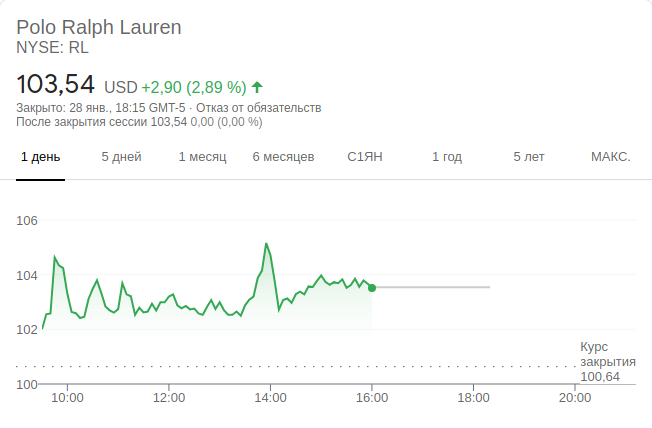 Polo Ralph Lauren
NYSE: RL
103,54 USD +2,90 (2,89 %)
Закрыто: 28 янв., 18:15 GMT-5 · Отказ от обязательств
После закрытия сессии 103,54 0,00 (0,00 %)
1 день 5 дней 1 месяц 6 месяцев С1ЯН 1 год 5 лет МАКС.
106
104
102
Курс
закрытия
100,64
100
10:00 12:00 14:00 16:00 18:00 20:00